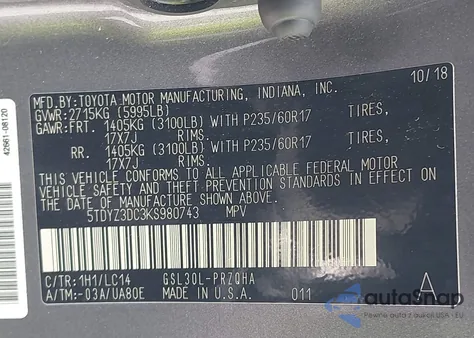 10/18
MFD.BY:TOYOTA MOTOR MANUFACTURING, INDIANA, INC.
GVWR:2715KG (5995LB)
GAWR:FRT. 1405KG (3100LB) WITH P235/60R17 TIRES,
17X7J RIMS.
RR. 1405KG (3100LB) WITH P235/60R17 TIRES,
17X7J RIMS.
THIS VEHICLE CONFORMS TO ALL APPLICABLE FEDERAL MOTOR
VEHICLE SAFETY AND THEFT PREVENTION STANDARDS IN EFFECT ON
THE DATE OF MANUFACTURE SHOWN ABOVE.
5TDYZ3DC3KS980743 MPV
C/TR:1H1/LC14 GSL30L-PRZQHA
A/TM:-03A/UA80E MADE IN U.S.A. 011
A
42661-08120
autoAstat